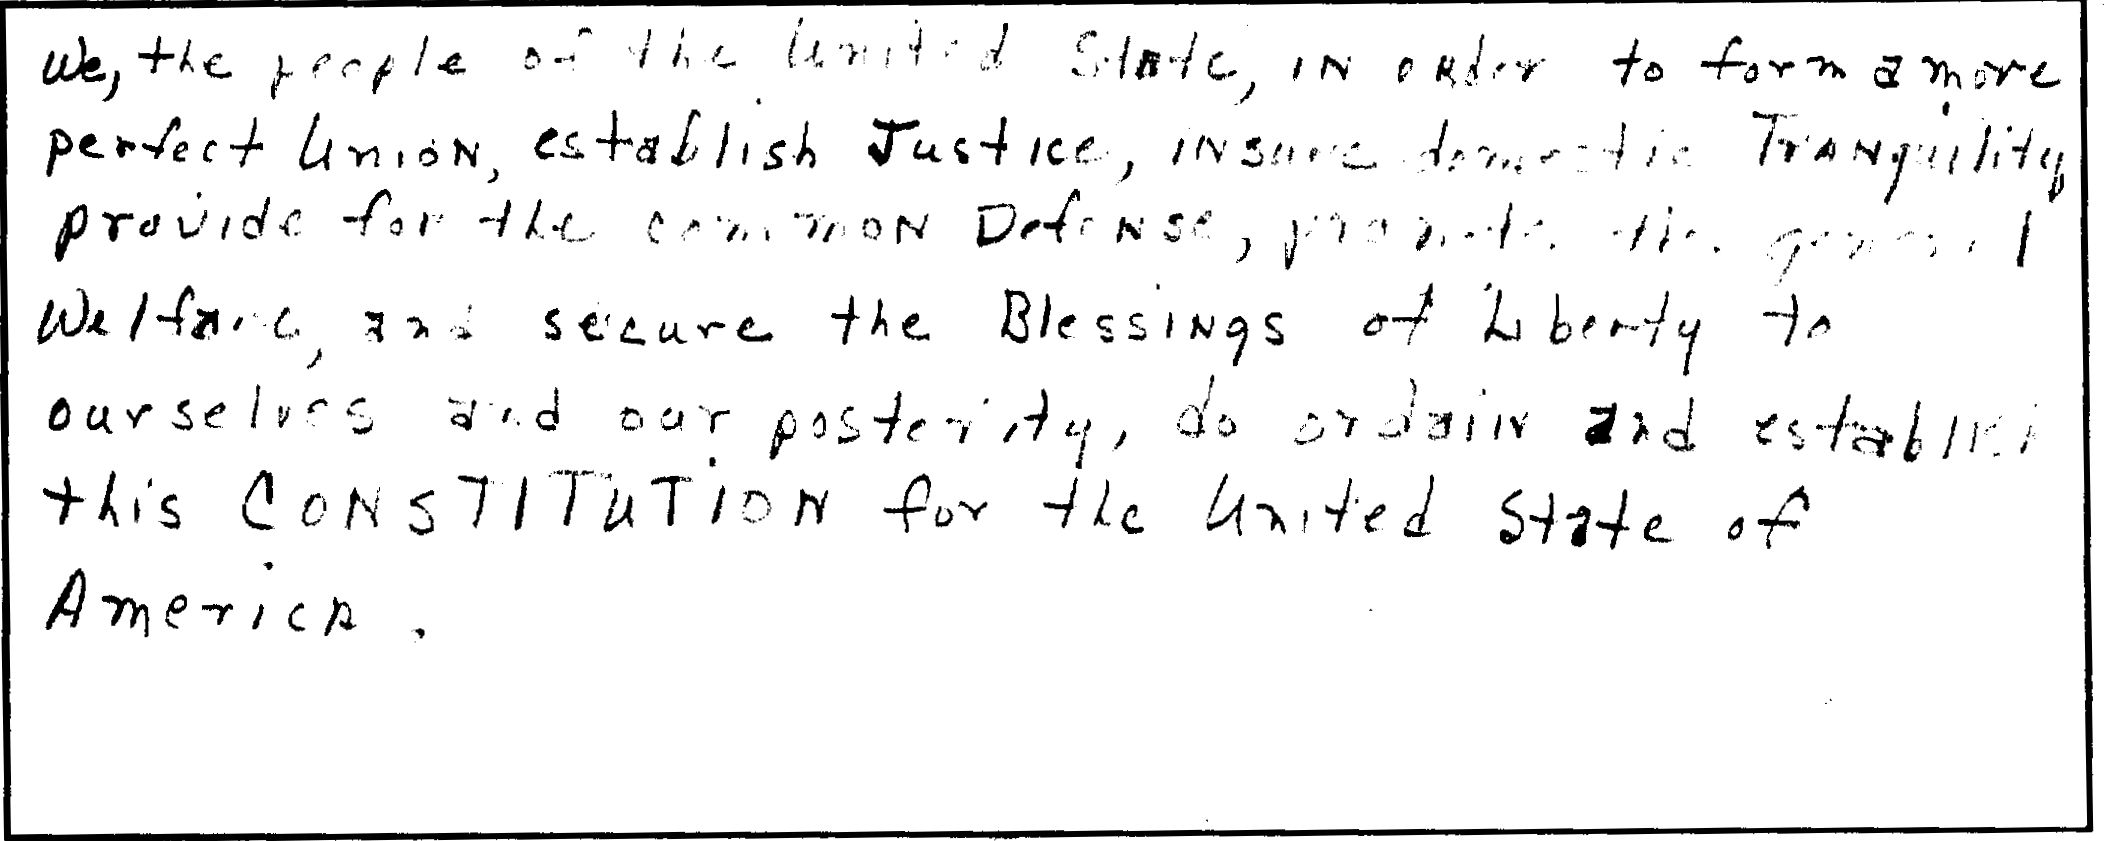 We, the people of the United State, in order to form a more
perfect Union, establish Justice, insure domestic Tranquility
provide for the common Defense, promote the general
Welfare, and secure the Blessings of Liberty to
ourselves and our posterity, do ordain and establish
this CONSTITUTION for the United State of
America.